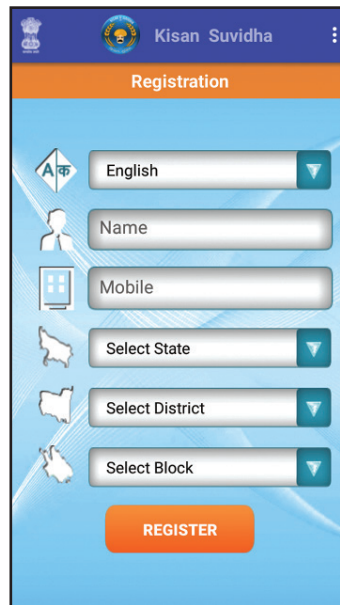 Kisan Suvidha
Registration
A क
English
Name
Mobile
Select State
Select District
Select Block
REGISTER